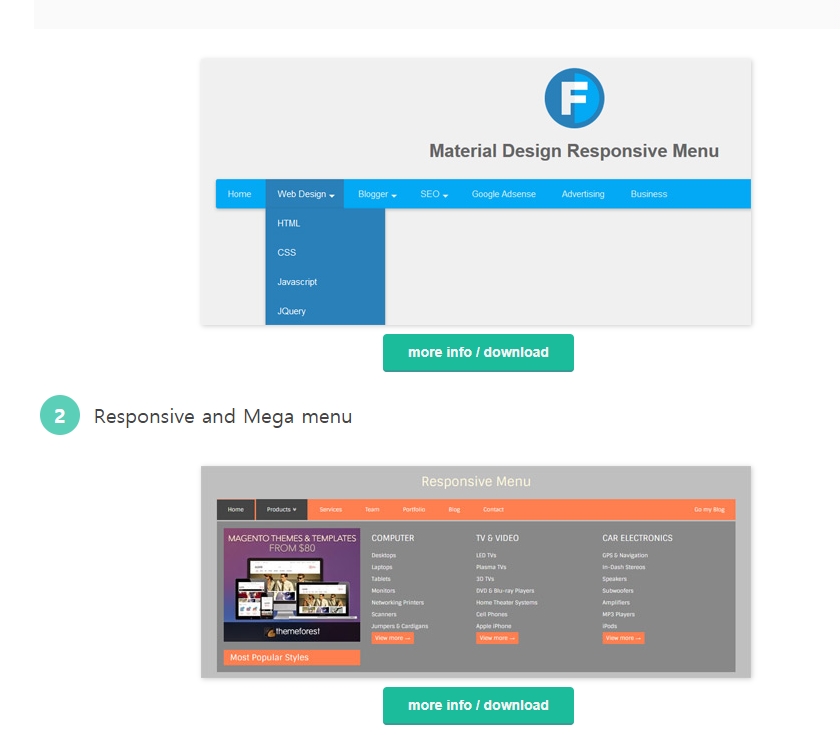 F
Material Design Responsive Menu
Home Web Design Blogger SEO Google Adsense Advertising Business
HTML
CSS
Javascript
JQuery
more info / download
2 Responsive and Mega menu
Responsive Menu
Home Products Services Team Portfolio Blog Contact Go my Blog
MAGENTO THEMES & TEMPLATES
FROM $80
themeforest
Most Popular Styles
COMPUTER
Desktops
Laptops
Tablets
Monitors
Networking Printers
Scanners
Jumpers & Cardigans
View more →
TV & VIDEO
LED TVs
Plasma TVs
3D TVs
DVD & Blu-ray Players
Home Theater Systems
Cell Phones
Apple iPhone
View more →
CAR ELECTRONICS
GPS & Navigation
In-Dash Stereos
Speakers
Subwoofers
Amplifiers
MP3 Players
iPods
View more →
more info / download